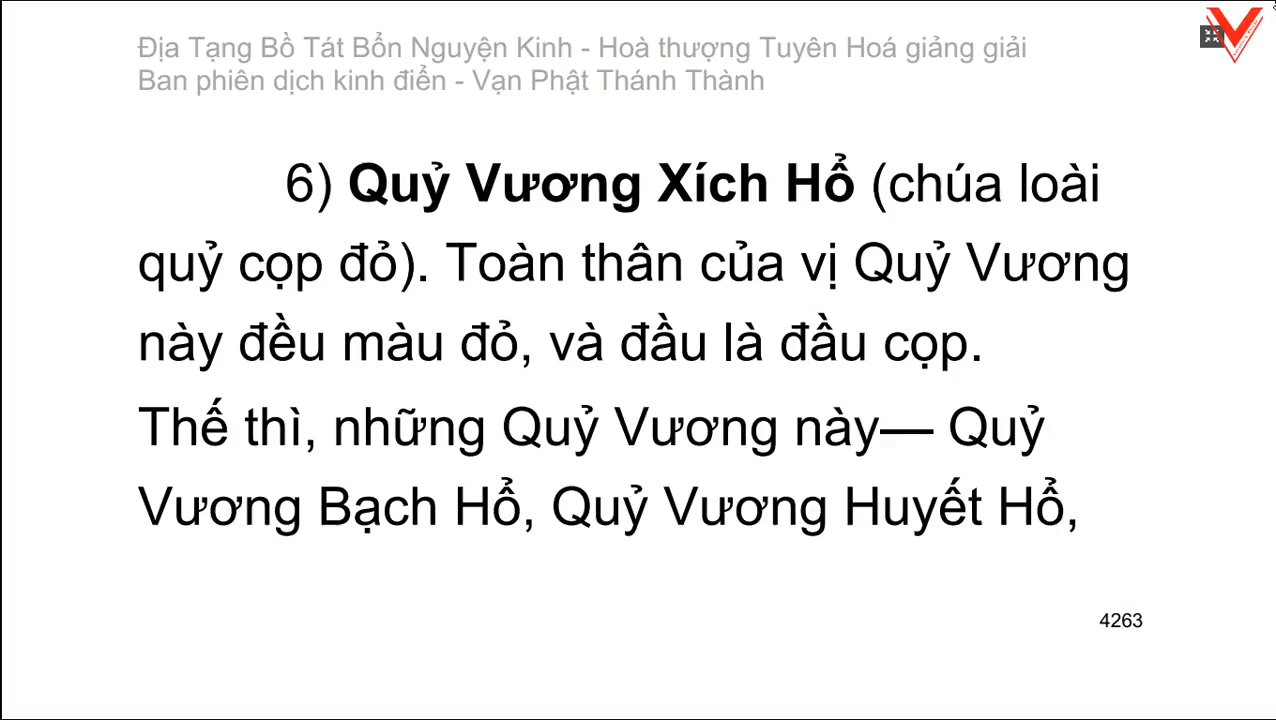 Địa Tạng Bồ Tát Bổn Nguyện Kinh - Hoà thượng Tuyên Hoá giảng giải
Ban phiên dịch kinh điển - Vạn Phật Thánh Thành
6) Quỷ Vương Xích Hổ (chúa loài
quỷ cọp đỏ). Toàn thân của vị Quỷ Vương
này đều màu đỏ, và đầu là đầu cọp.
Thế thì, những Quỷ Vương này— Quỷ
Vương Bạch Hổ, Quỷ Vương Huyết Hổ,
4263